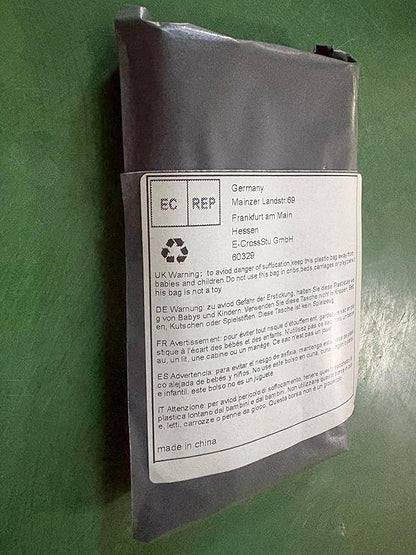 EC REP
Germany
Mainzer Landstr.69
Frankfurt am Main
Hessen
E-CrossStu GmbH
60329
UK Warning: to aviod danger of suffocation,keep this plastic bag away from
babies and children.Do not use this bag in cribs,beds,carriages or playpens.T
his bag is not a toy
DE Warnung: zu aviod Gefahr der Erstickung, halten Sie diese Plastiktüte
g von Babys und Kindern. Verwenden Sie diese Tasche nicht in Krippen, Bett
en, Kutschen oder Spielstiften. Diese Tasche ist kein Spielzeug
FR Avertissement: pour éviter tout risque d'étouffement, garder
stique à l'écart des bébés et des enfants. N'utilisez pas ce sac
au, un lit, une cabine ou un manège. Ce sac n'est pas un jouet
ES Advertencia: para evitar el riesgo de asfixia, mantenga esta
co alejada de bebés y niños. No use este bolso en cuna, cuna
e infantil. este bolso no es un juguete
IT Attenzione: per aviod pericolo di soffocamento, tenere questa
plastica lontano dai bambini e dai bambini. Non utilizzare questa
e, letti, carrozze o penne da gioco. Questa borsa non è un giocattolo
made in china